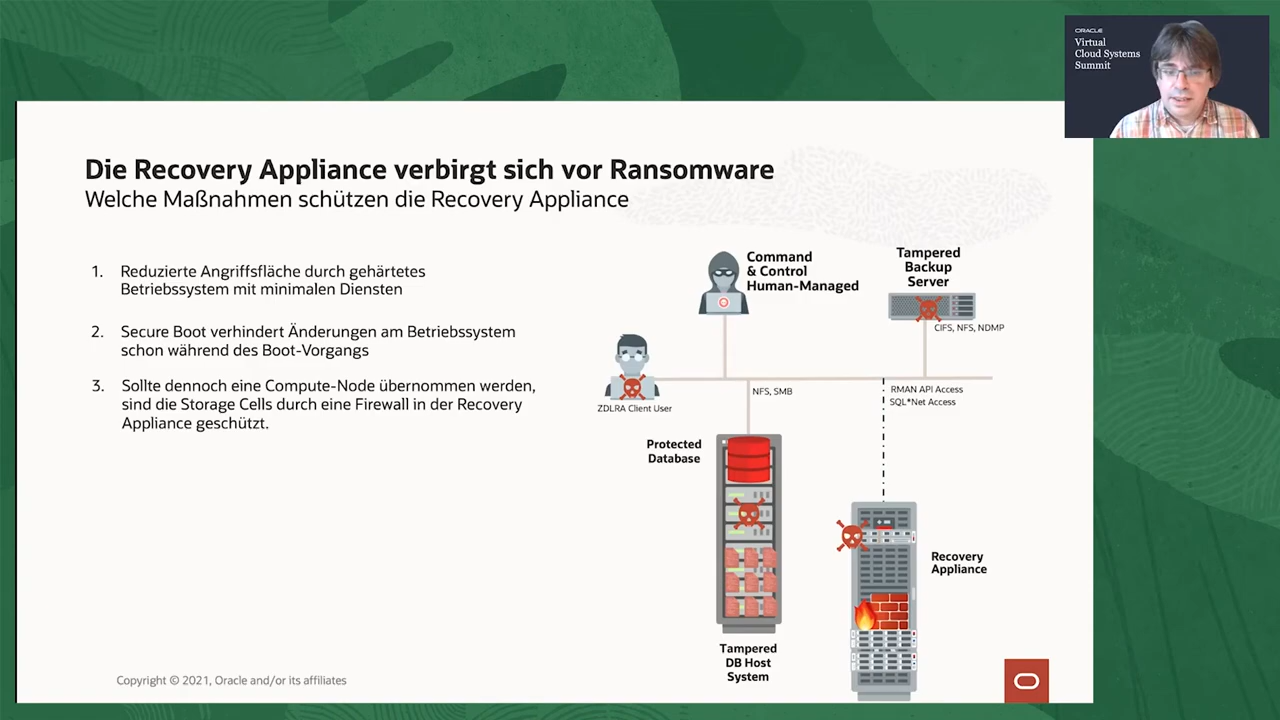 ORACLE
Virtual
Cloud Systems
Summit
Die Recovery Appliance verbirgt sich vor Ransomware
Welche Maßnahmen schützen die Recovery Appliance
1. Reduzierte Angriffsfläche durch gehärtetes
Betriebssystem mit minimalen Diensten
2. Secure Boot verhindert Änderungen am Betriebssystem
schon während des Boot-Vorgangs
3. Sollte dennoch eine Compute-Node übernommen werden,
sind die Storage Cells durch eine Firewall in der Recovery
Appliance geschützt.
Command
& Control
Human-Managed
Tampered
Backup
Server
CIFS, NFS, NDMP
ZDLRA Client User
NFS, SMB
RMAN API Access
SQL*Net Access
Protected
Database
Recovery
Appliance
Tampered
DB Host
System
Copyright © 2021, Oracle and/or its affiliates